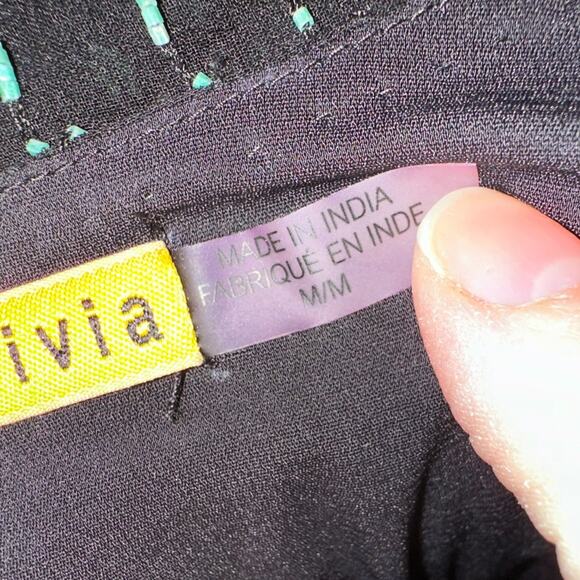 ivia
MADE IN INDIA
FABRIQUÉ EN INDE
M/M